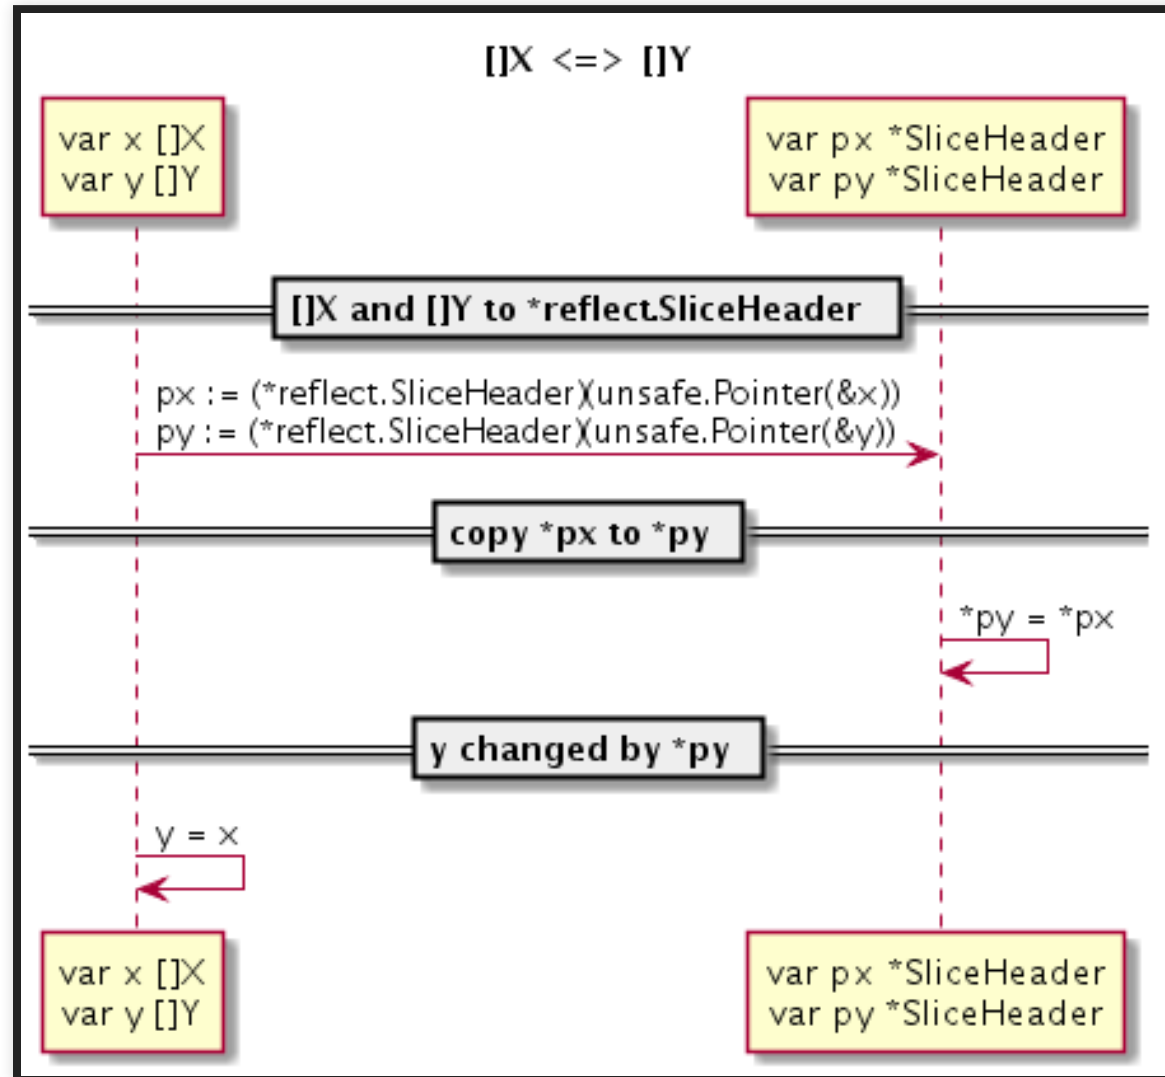 []X <=> []Y
var x []X
var y []Y
var px *SliceHeader
var py *SliceHeader
[]X and []Y to *reflect.SliceHeader
px := (*reflect.SliceHeader)(unsafe.Pointer(&x))
py := (*reflect.SliceHeader)(unsafe.Pointer(&y))
copy *px to *py
*py = *px
y changed by *py
y = x
var x []X
var y []Y
var px *SliceHeader
var py *SliceHeader